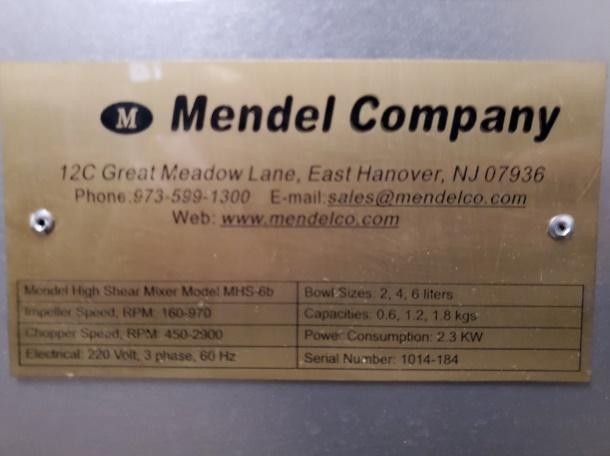 M Mendel Company
12C Great Meadow Lane, East Hanover, NJ 07936
Phone:973-599-1300 E-mail:sales@mendelco.com
Web: www.mendelco.com
Mendel High Shear Mixer Model MHS-6b
Impeller Speed, RPM: 160-970
Chopper Speed, RPM: 450-2900
Electrical: 220 Volt, 3 phase, 60 Hz
Bowl Sizes: 2, 4, 6 liters
Capacities: 0.6, 1.2, 1.8 kgs
Power Consumption: 2.3 KW
Serial Number: 1014-184